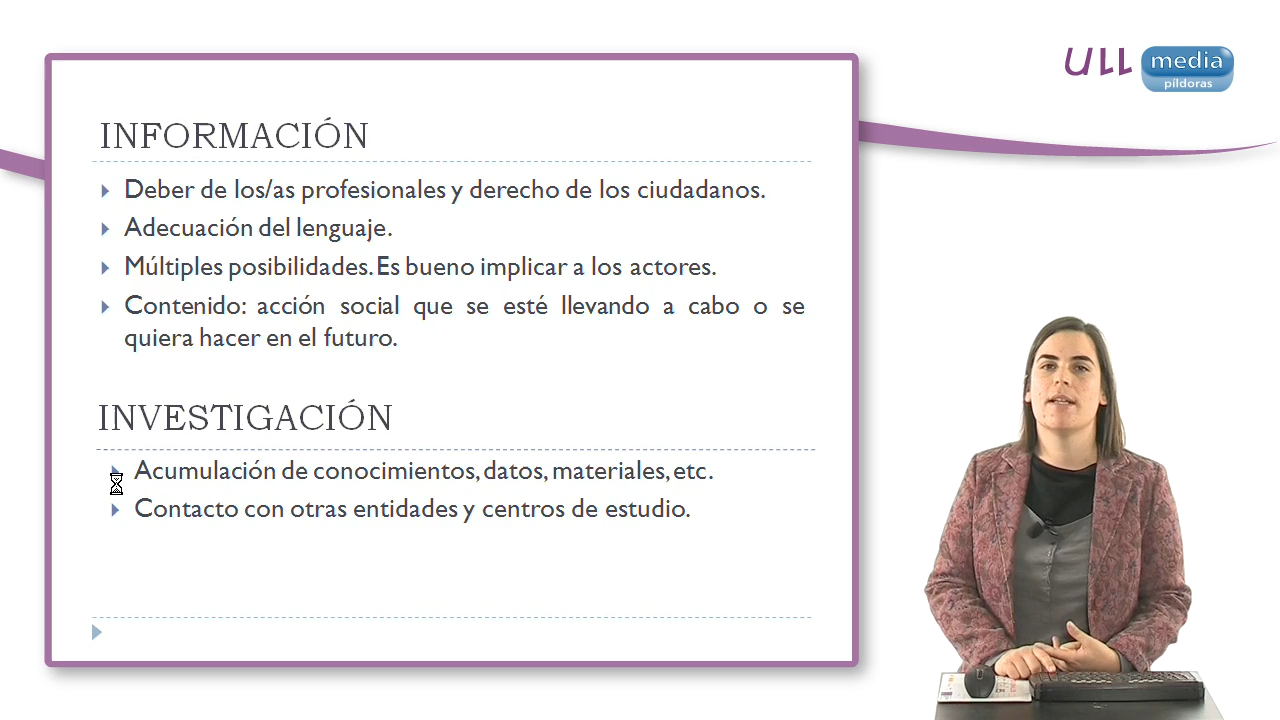 ULL media
píldoras
INFORMACIÓN
Deber de los/as profesionales y derecho de los ciudadanos.
Adecuación del lenguaje.
Múltiples posibilidades. Es bueno implicar a los actores.
Contenido: acción social que se esté llevando a cabo o se
quiera hacer en el futuro.
INVESTIGACIÓN
Acumulación de conocimientos, datos, materiales, etc.
Contacto con otras entidades y centros de estudio.